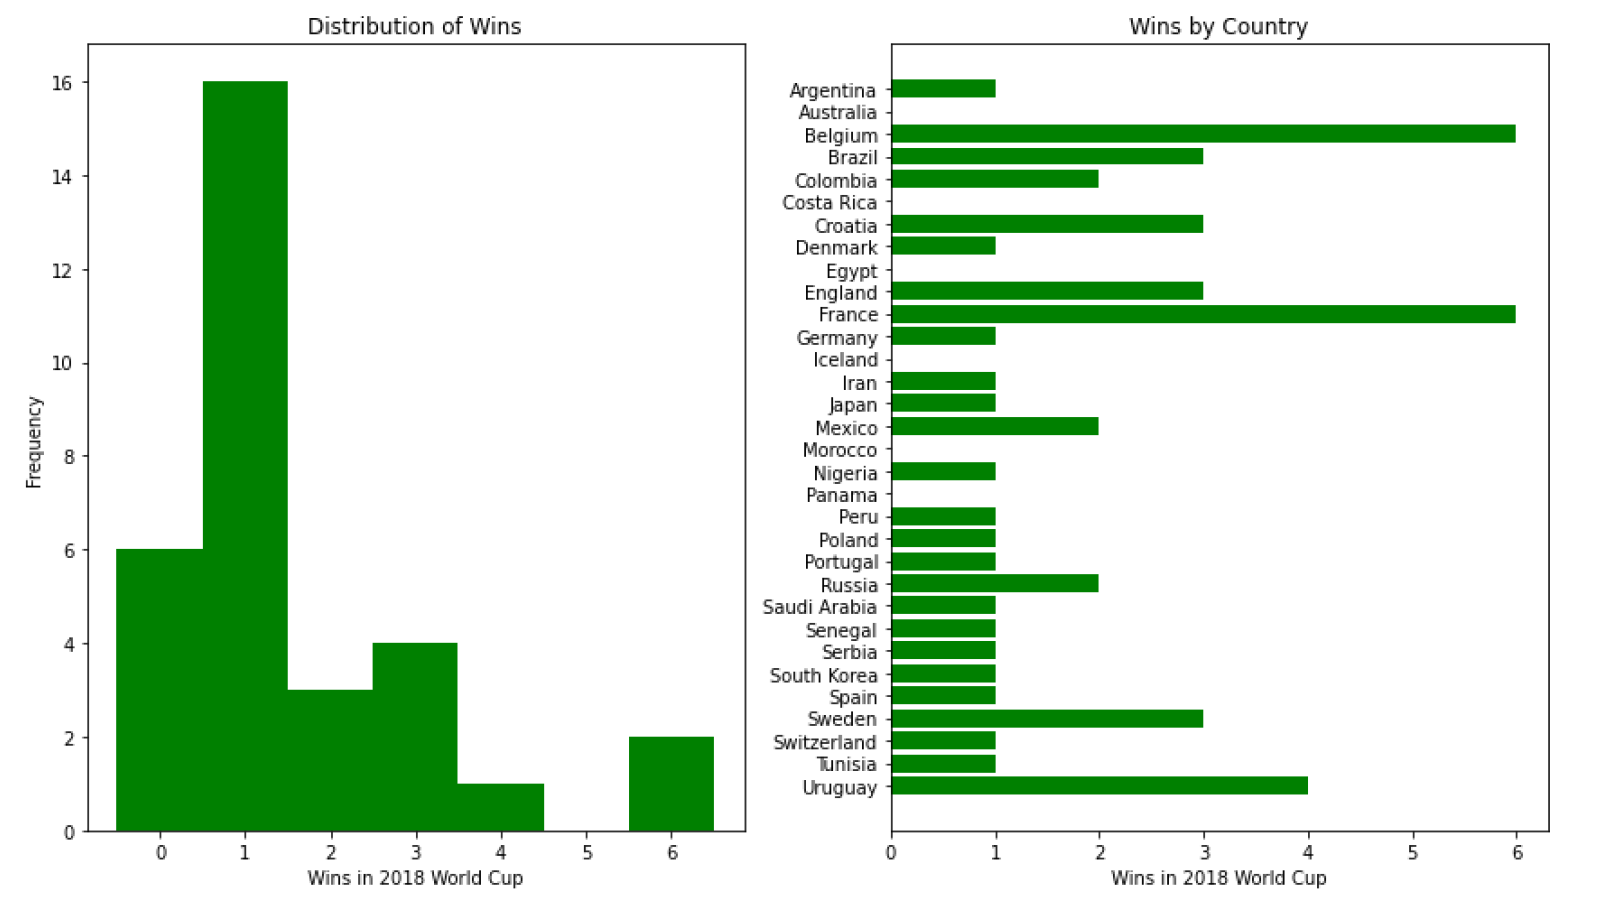 Distribution of Wins
16
14
12
10
8
6
4
2
0
Frequency
0 1 2 3 4 5 6
Wins in 2018 World Cup
Wins by Country
Argentina
Australia
Belgium
Brazil
Colombia
Costa Rica
Croatia
Denmark
Egypt
England
France
Germany
Iceland
Iran
Japan
Mexico
Morocco
Nigeria
Panama
Peru
Poland
Portugal
Russia
Saudi Arabia
Senegal
Serbia
South Korea
Spain
Sweden
Switzerland
Tunisia
Uruguay
0 1 2 3 4 5 6
Wins in 2018 World Cup